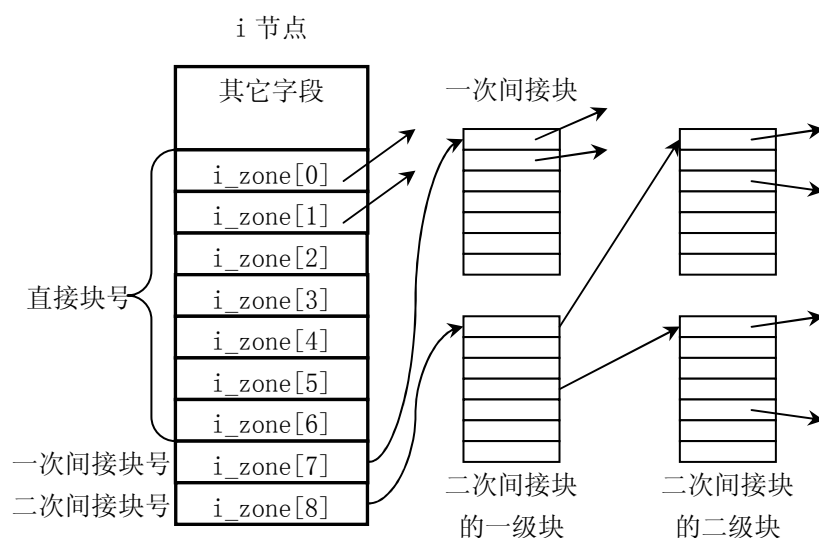 i 节点
其它字段
一次间接块
i_zone[0]
i_zone[1]
i_zone[2]
i_zone[3]
直接块号
i_zone[4]
i_zone[5]
i_zone[6]
一次间接块号
i_zone[7]
二次间接块号
i_zone[8]
二次间接块
的一级块
二次间接块
的二级块